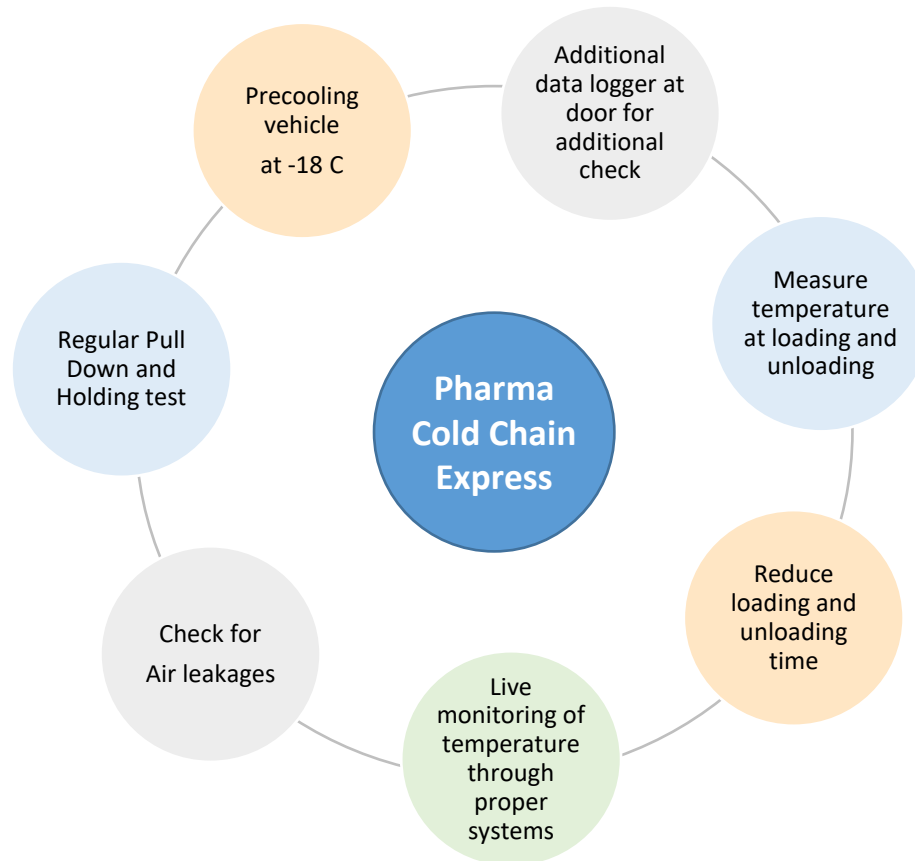 Additional
data logger at
door for
additional
check
Precooling
vehicle
at -18 C
Measure
temperature
at loading and
unloading
Regular Pull
Down and
Holding test
Pharma
Cold Chain
Express
Reduce
loading and
unloading
time
Check for
Air leakages
Live
monitoring of
temperature
through
proper
systems